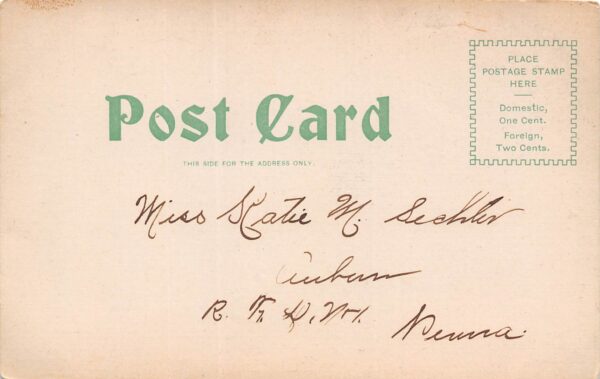 PLACE
POSTAGE STAMP
HERE
Domestic,
One Cent.
Foreign,
Two Cents.
Post Card
THIS SIDE FOR THE ADDRESS ONLY.
Miss Katie M. Sechler
Auburn
R. F. D. No 1.
Penna.